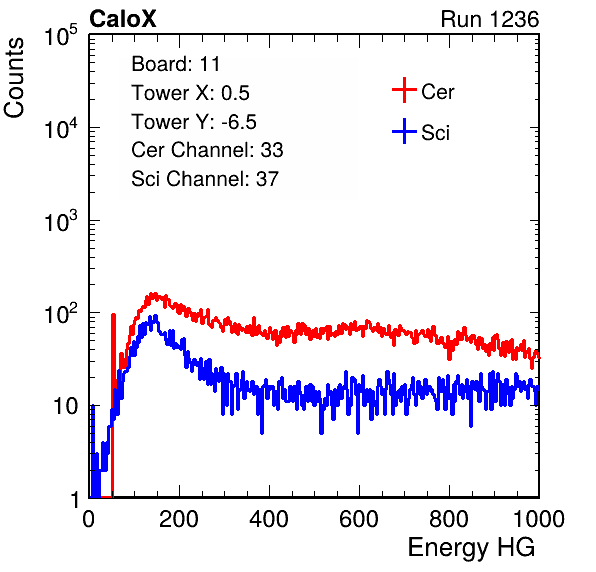 CaloX Run 1236
Counts
Board: 11
Tower X: 0.5
Tower Y: -6.5
Cer Channel: 33
Sci Channel: 37
Cer
Sci
10^5
10^4
10^3
10^2
10
1
0 200 400 600 800 1000
Energy HG